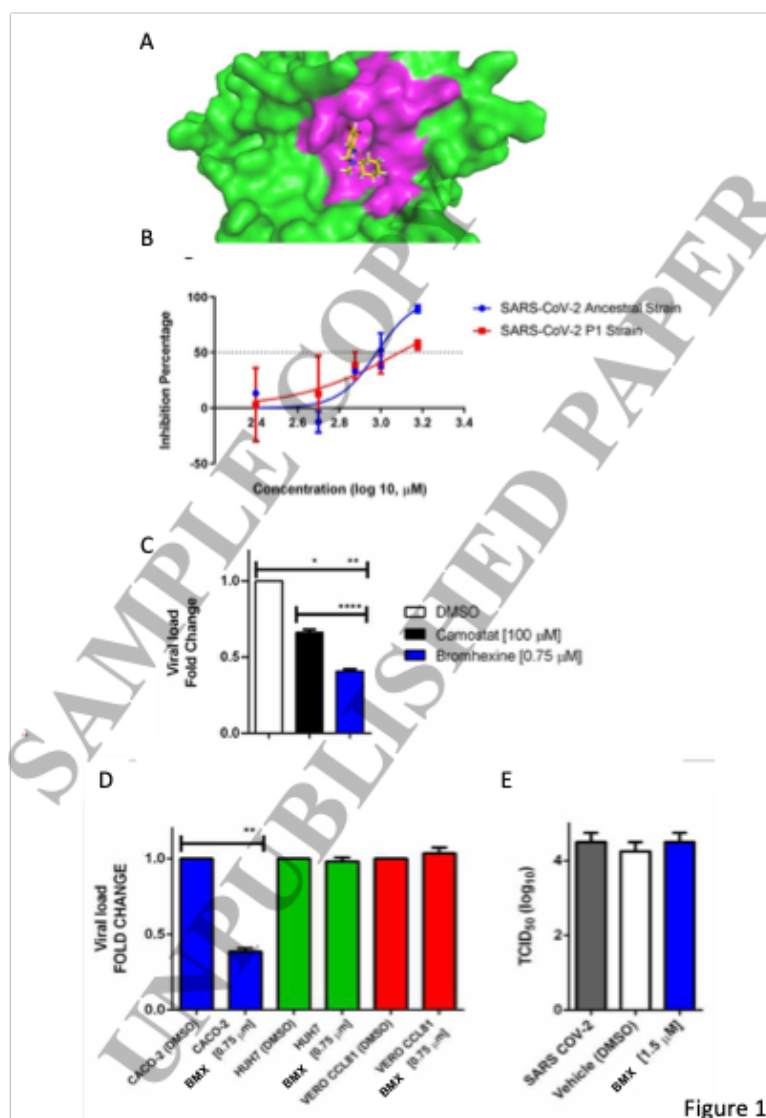 A
B
100
50
0
-50
2.4
2.6
2.8
3.0
3.2
3.4
Inhibition Percentage
Concentration (log 10, µM)
SARS-CoV-2 Ancestral Strain
SARS-CoV-2 P1 Strain
C
* **
****
1.0
0.5
0.0
Viral load
Fold Change
DMSO
Camostat [100 µM]
Bromhexine [0.75 µM]
D
**
1.0
0.5
0.0
Viral load
FOLD CHANGE
CACO-2 (DMSO)
CACO-2
BMX [0.75 µm]
HUH7 (DMSO)
HUH7
BMX [0.75 µm]
VERO CCL81 (DMSO)
VERO CCL81
BMX [0.75 µm]
E
4
2
0
TCID50 (log10)
SARS COV-2
Vehicle (DMSO)
BMX [1.5 µM]
Figure 1
SAMPLE COPY
UNPUBLISHED PAPER